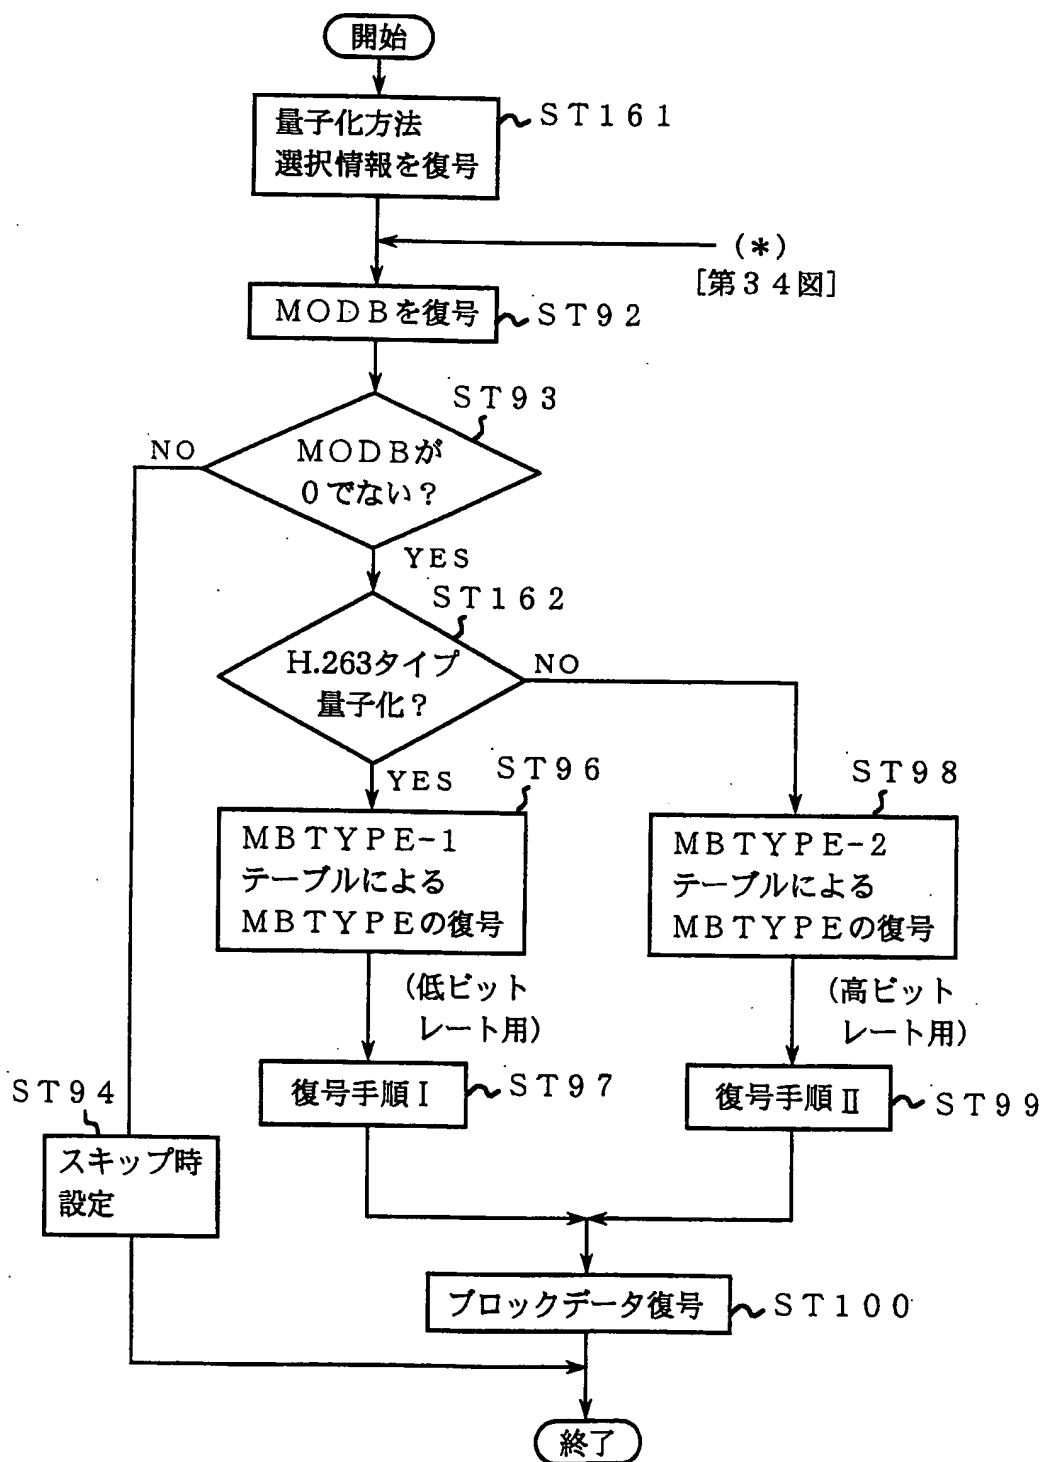 開始
量子化方法
選択情報を復号
ST161
(*)
[第34図]
MODBを復号
ST92
ST93
MODBが
0でない?
NO
YES
ST162
H.263タイプ
量子化?
NO
YES
ST96
MBTYPE-1
テーブルによる
MBTYPEの復号
ST98
MBTYPE-2
テーブルによる
MBTYPEの復号
(低ビット
レート用)
(高ビット
レート用)
復号手順Ⅰ
ST97
復号手順Ⅱ
ST99
ST94
スキップ時
設定
ブロックデータ復号
ST100
終了